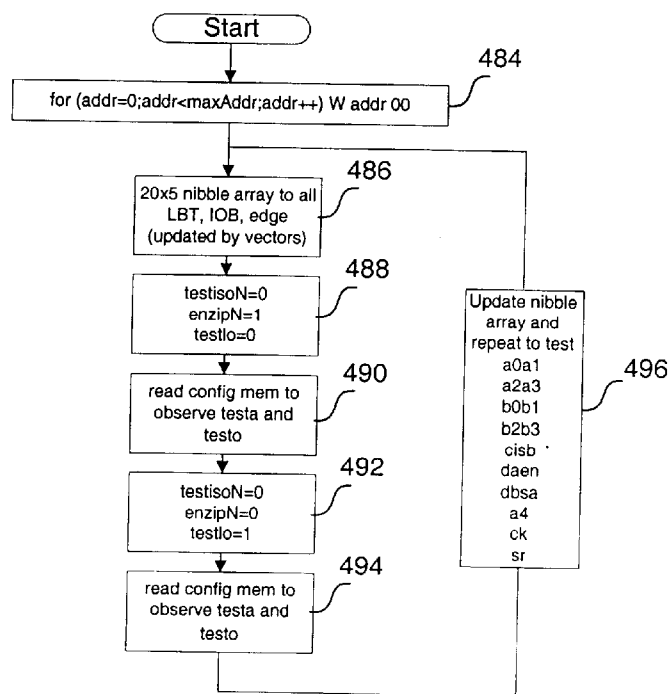 Start
484
for (addr=0;addr<maxAddr;addr++) W addr 00
486
20x5 nibble array to all
LBT, IOB, edge
(updated by vectors)
488
testisoN=0
enzipN=1
testlo=0
490
read config mem to
observe testa and
testo
492
testisoN=0
enzipN=0
testlo=1
494
read config mem to
observe testa and
testo
Update nibble
array and
repeat to test
a0a1
a2a3
b0b1
b2b3
cisb
daen
dbsa
a4
ck
sr
496